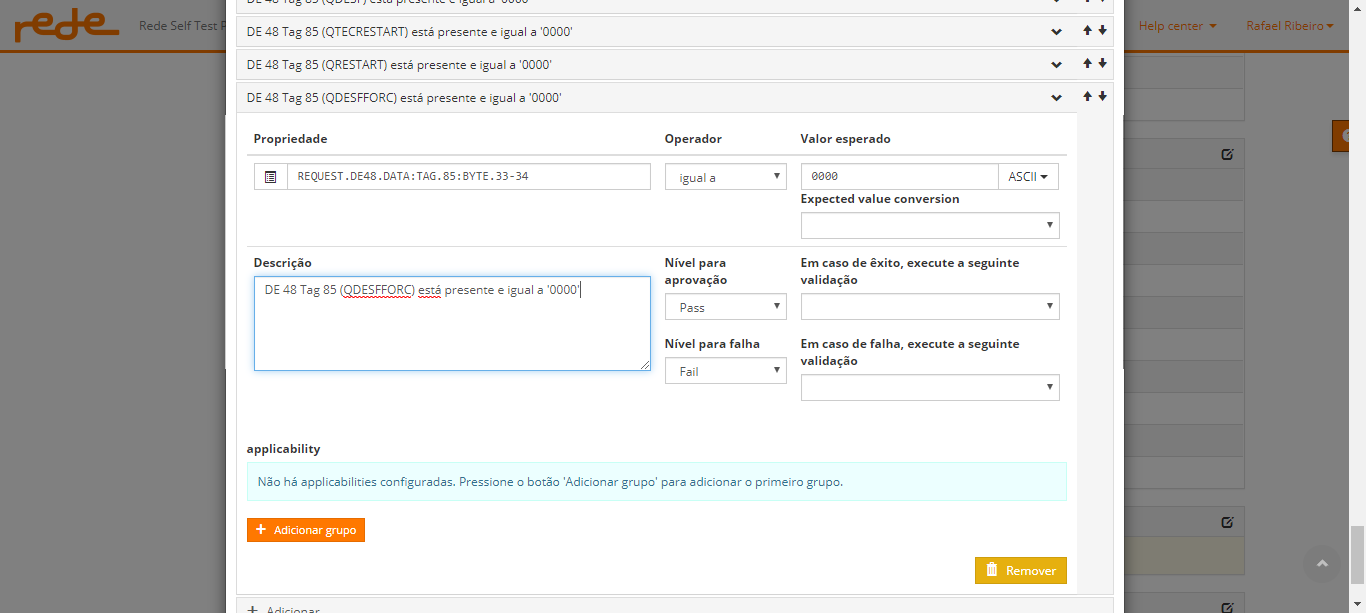 DE 48 Tag 85 (QDESF) está presente e igual a '0000'
rede
Rede Self Test P
Help center
Rafael Ribeiro
DE 48 Tag 85 (QTECRESTART) está presente e igual a '0000'
DE 48 Tag 85 (QRESTART) está presente e igual a '0000'
DE 48 Tag 85 (QDESFFORC) está presente e igual a '0000'
Propriedade
Operador
Valor esperado
REQUEST.DE48.DATA:TAG.85:BYTE.33-34
igual a
0000
ASCII
Expected value conversion
Descrição
Nível para
aprovação
Em caso de êxito, execute a seguinte
validação
DE 48 Tag 85 (QDESFFORC) está presente e igual a '0000'
Pass
Nível para falha
Em caso de falha, execute a seguinte
validação
Fail
applicability
Não há applicabilities configuradas. Pressione o botão 'Adicionar grupo' para adicionar o primeiro grupo.
+ Adicionar grupo
Remover
+ Adicionar